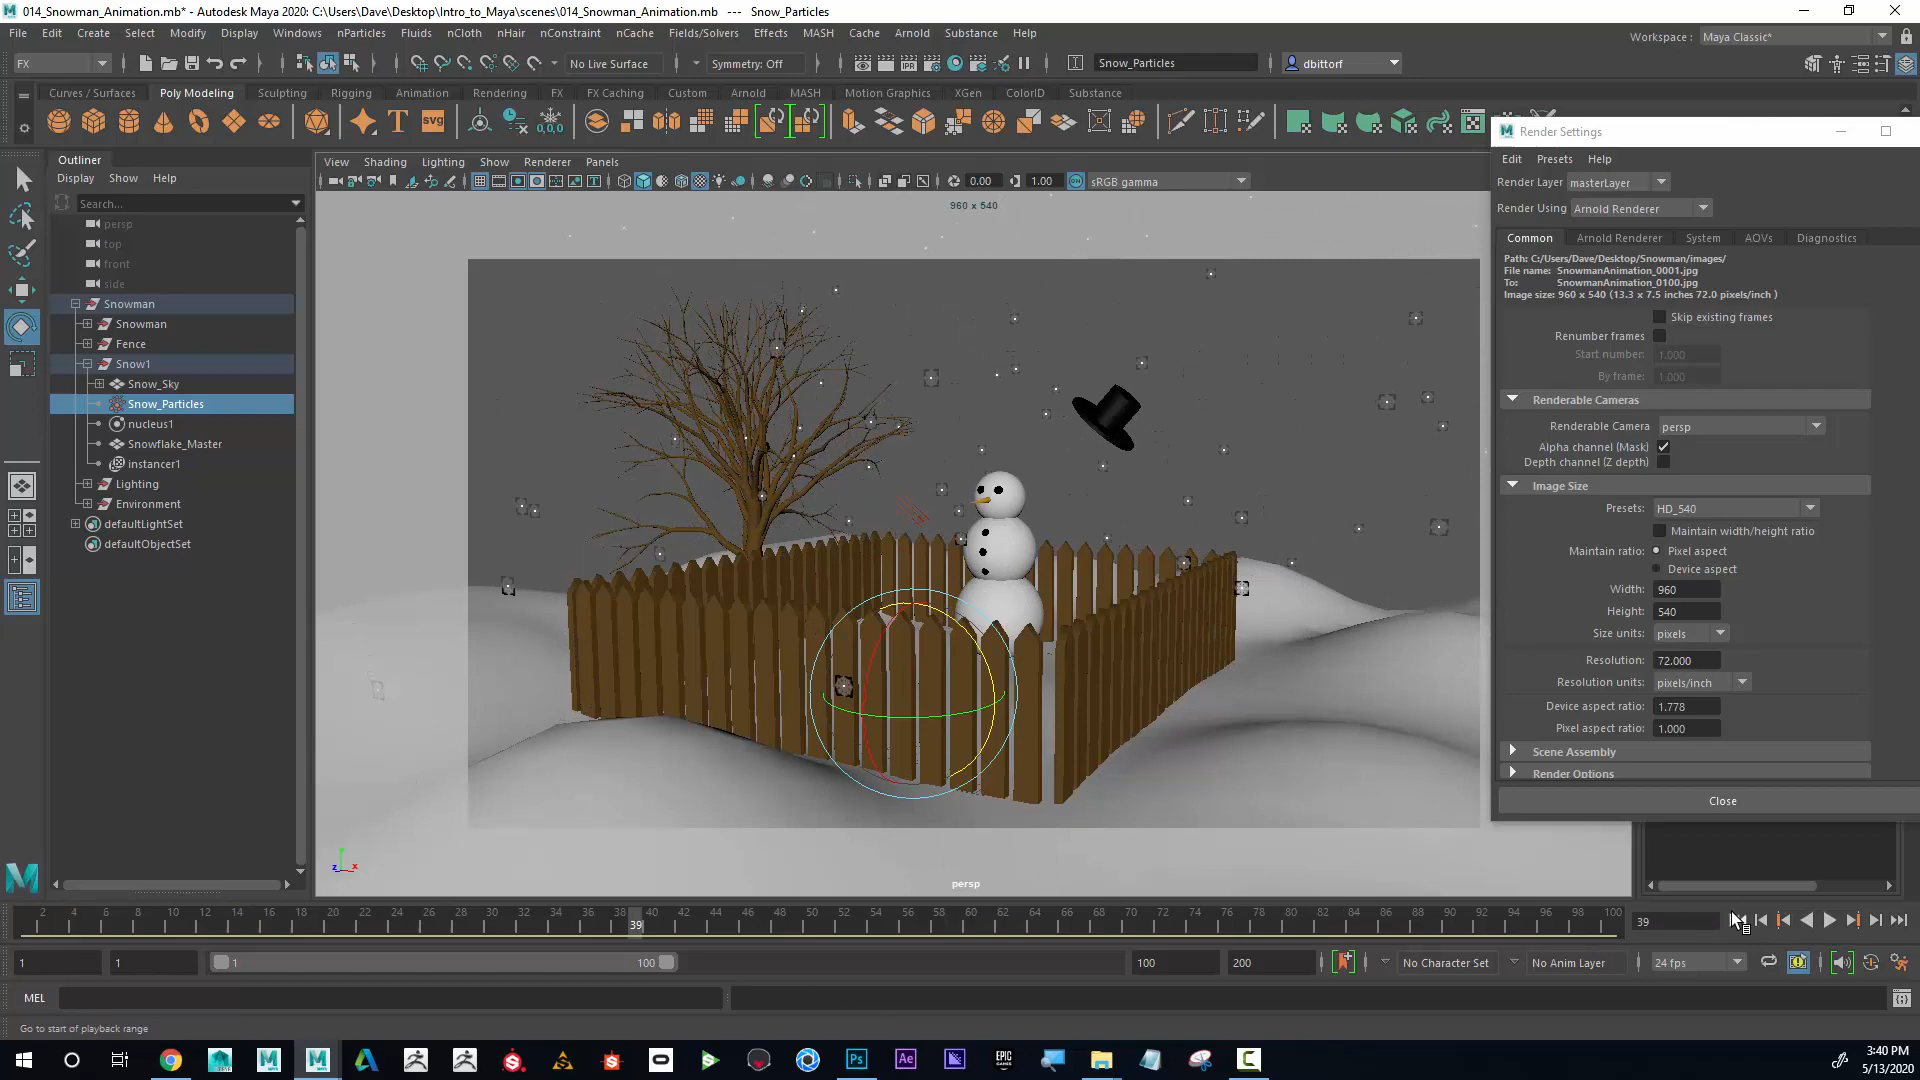 014_Snowman_Animation.mb* - Autodesk Maya 2020: C:\Users\Dave\Desktop\Intro_to_Maya\scenes\014_Snowman_Animation.mb --- Snow_Particles
File Edit Create Select Modify Display Windows nParticles Fluids nCloth nHair nConstraint nCache Fields/Solvers Effects MASH Cache Arnold Substance Help
Workspace : Maya Classic*
FX No Live Surface Symmetry: Off Snow_Particles dbittorf
Curves / Surfaces Poly Modeling Sculpting Rigging Animation Rendering FX FX Caching Custom Arnold MASH Motion Graphics XGen ColorID Substance
T svg 0,0,0
Outliner
Display Show Help
Search...
persp
top
front
side
Snowman
Snowman
Fence
Snow1
Snow_Sky
Snow_Particles
nucleus1
Snowflake_Master
instancer1
Lighting
Environment
defaultLightSet
defaultObjectSet
View Shading Lighting Show Renderer Panels
0.00 1.00 sRGB gamma
960 x 540
persp
y z x
Render Settings
Edit Presets Help
Render Layer masterLayer
Render Using Arnold Renderer
Common Arnold Renderer System AOVs Diagnostics
Path: C:/Users/Dave/Desktop/Snowman/images/
File name: SnowmanAnimation_0001.jpg
To: SnowmanAnimation_0100.jpg
Image size: 960 x 540 (13.3 x 7.5 inches 72.0 pixels/inch )
Skip existing frames
Renumber frames
Start number: 1.000
By frame: 1.000
Renderable Cameras
Renderable Camera persp
Alpha channel (Mask)
Depth channel (Z depth)
Image Size
Presets: HD_540
Maintain width/height ratio
Maintain ratio: Pixel aspect
Device aspect
Width: 960
Height: 540
Size units: pixels
Resolution: 72.000
Resolution units: pixels/inch
Device aspect ratio: 1.778
Pixel aspect ratio: 1.000
Scene Assembly
Render Options
Close
2 4 6 8 10 12 14 16 18 20 22 24 26 28 30 32 34 36 38 40 42 44 46 48 50 52 54 56 58 60 62 64 66 68 70 72 74 76 78 80 82 84 86 88 90 92 94 96 98 100
39 39
1 1 1 100 100 200 No Character Set No Anim Layer 24 fps
MEL
Go to start of playback range
Ps Ae EPIC GAMES C
3:40 PM
5/13/2020